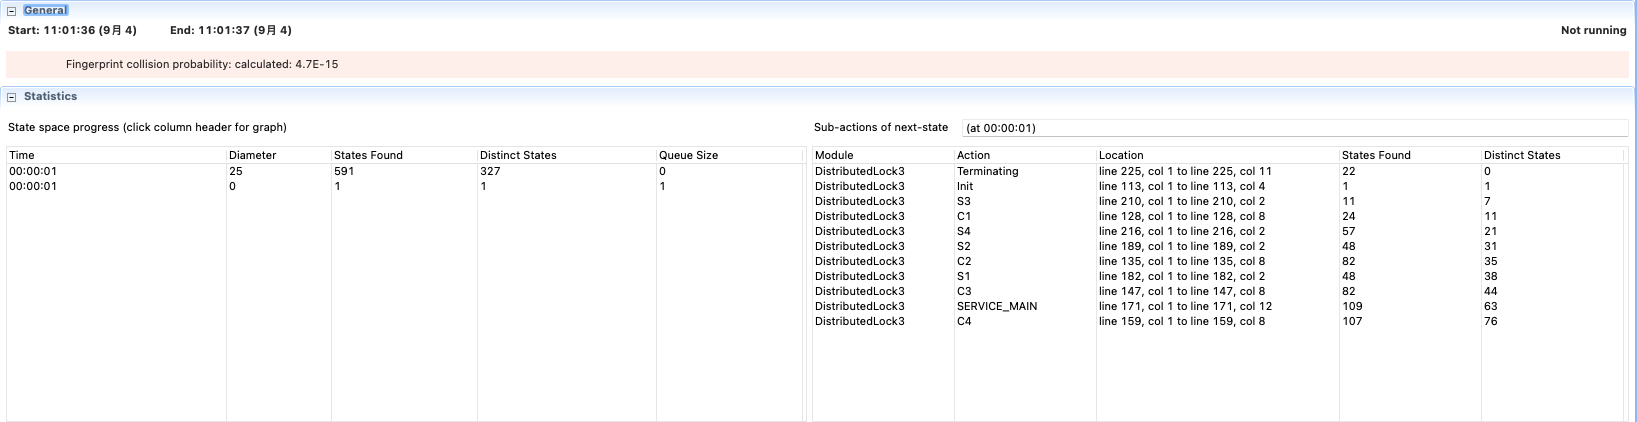 General
Start: 11:01:36 (9月 4) End: 11:01:37 (9月 4) Not running
Fingerprint collision probability: calculated: 4.7E-15
Statistics
State space progress (click column header for graph)
Time Diameter States Found Distinct States Queue Size
00:00:01 25 591 327 0
00:00:01 0 1 1 1
Sub-actions of next-state (at 00:00:01)
Module Action Location States Found Distinct States
DistributedLock3 Terminating line 225, col 1 to line 225, col 11 22 0
DistributedLock3 Init line 113, col 1 to line 113, col 4 1 1
DistributedLock3 S3 line 210, col 1 to line 210, col 2 11 7
DistributedLock3 C1 line 128, col 1 to line 128, col 8 24 11
DistributedLock3 S4 line 216, col 1 to line 216, col 2 57 21
DistributedLock3 S2 line 189, col 1 to line 189, col 2 48 31
DistributedLock3 C2 line 135, col 1 to line 135, col 8 82 35
DistributedLock3 S1 line 182, col 1 to line 182, col 2 48 38
DistributedLock3 C3 line 147, col 1 to line 147, col 8 82 44
DistributedLock3 SERVICE_MAIN line 171, col 1 to line 171, col 12 109 63
DistributedLock3 C4 line 159, col 1 to line 159, col 8 107 76